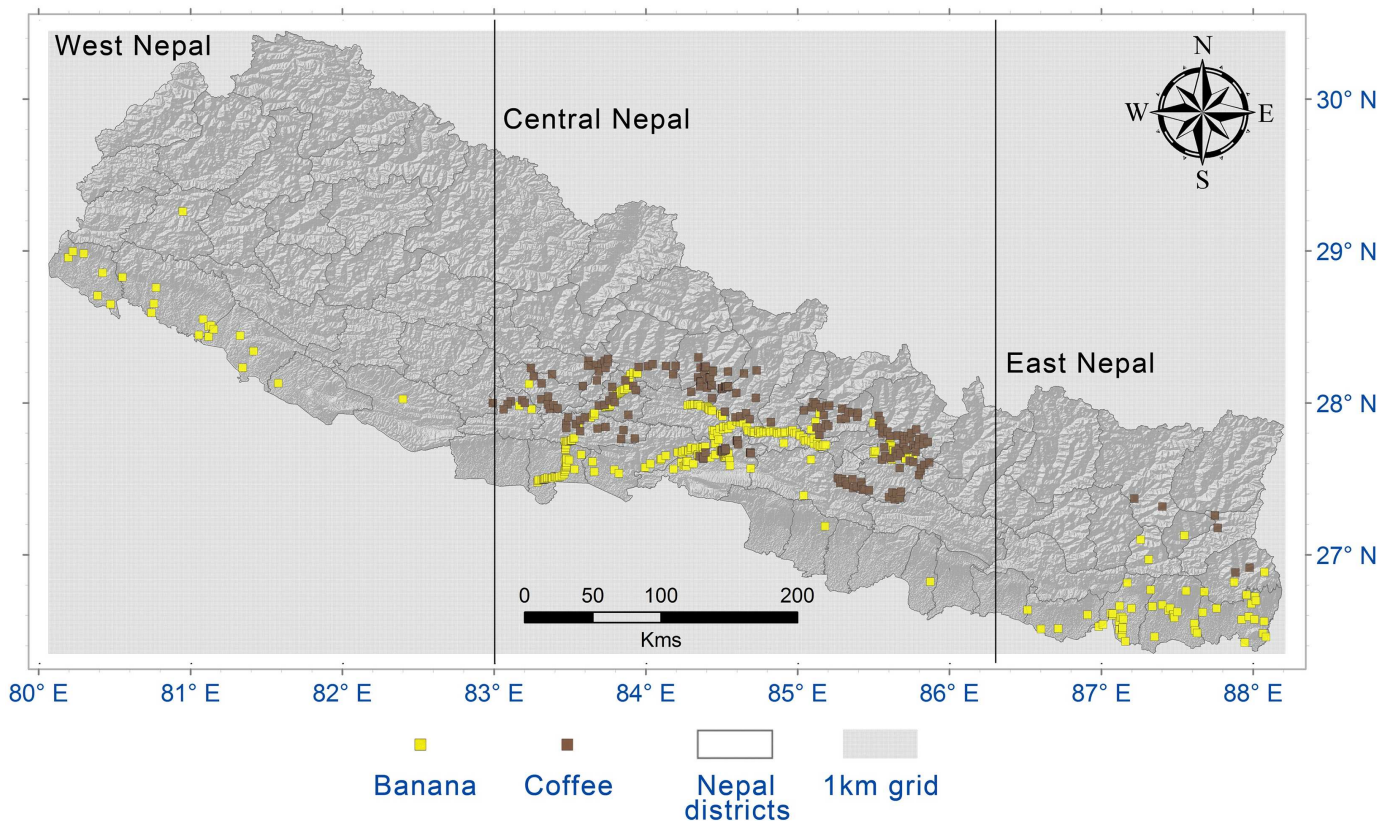 West Nepal
Central Nepal
East Nepal
N
W
E
S
30° N
29° N
28° N
27° N
0 50 100 200
Kms
80° E 81° E 82° E 83° E 84° E 85° E 86° E 87° E 88° E
Banana
Coffee
Nepal
districts
1km grid